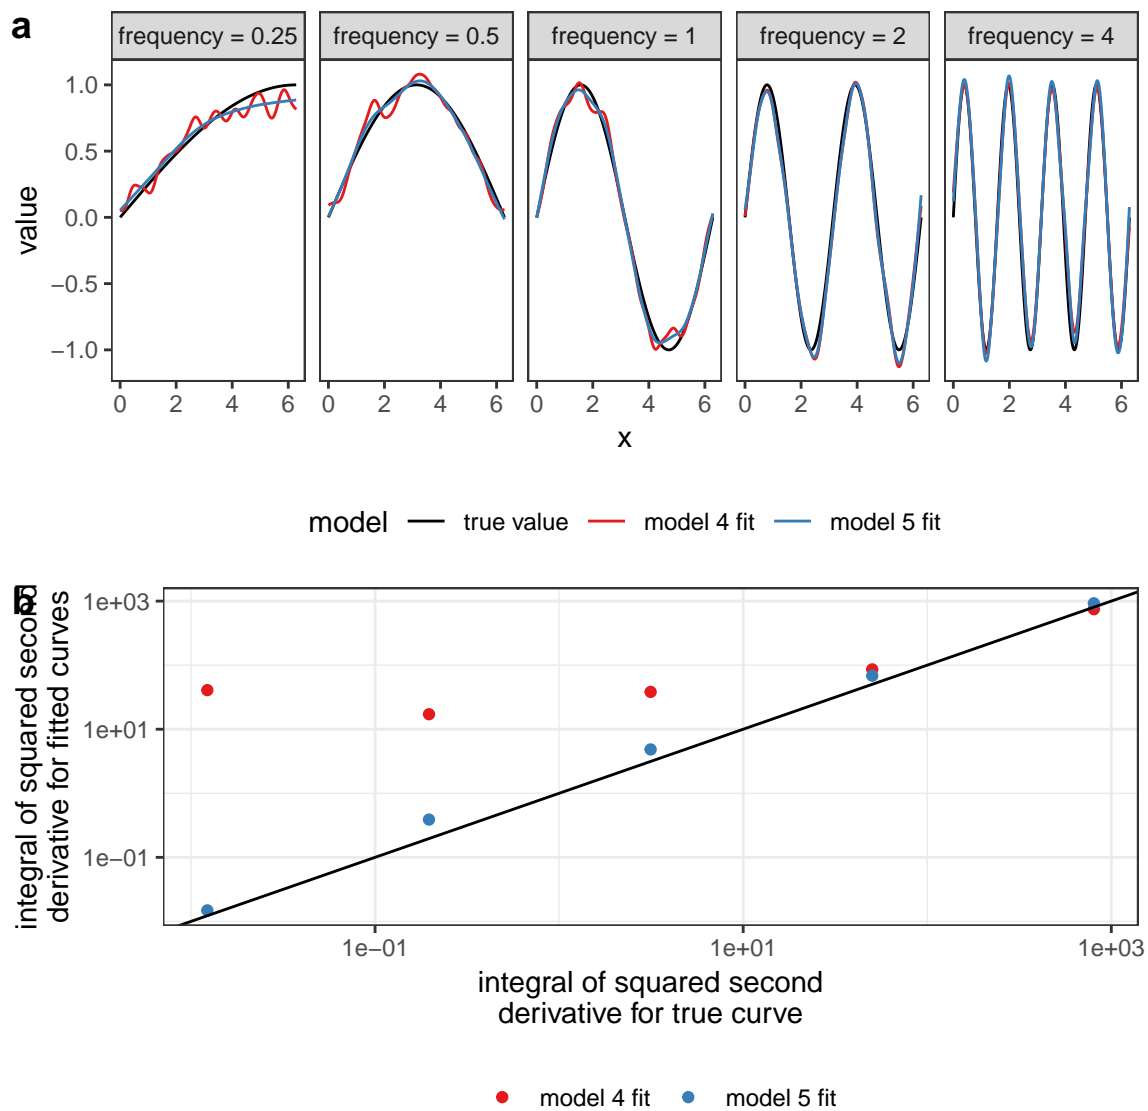 a
frequency = 0.25 frequency = 0.5 frequency = 1 frequency = 2 frequency = 4
1.0
0.5
0.0
−0.5
−1.0
value
0 2 4 6 0 2 4 6 0 2 4 6 0 2 4 6 0 2 4 6
x
model true value model 4 fit model 5 fit
b
integral of squared second
derivative for fitted curves
1e+03
1e+01
1e−01
1e−01 1e+01 1e+03
integral of squared second
derivative for true curve
model 4 fit model 5 fit